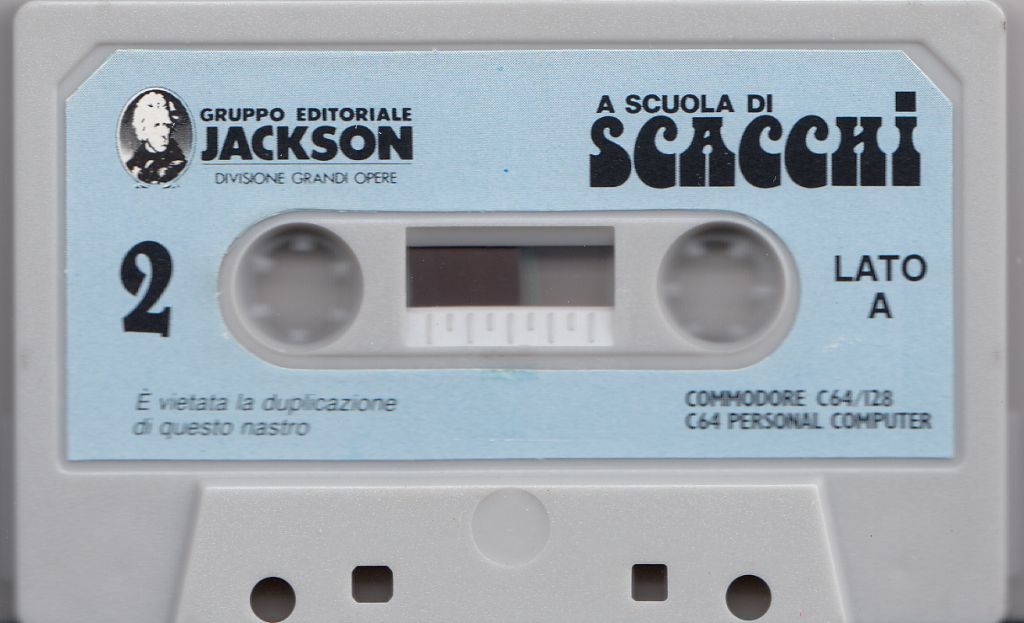 GRUPPO EDITORIALE
JACKSON
DIVISIONE GRANDI OPERE
A SCUOLA DI
SCACCHI
2
LATO
A
È vietata la duplicazione
di questo nastro
COMMODORE C64/128
C64 PERSONAL COMPUTER